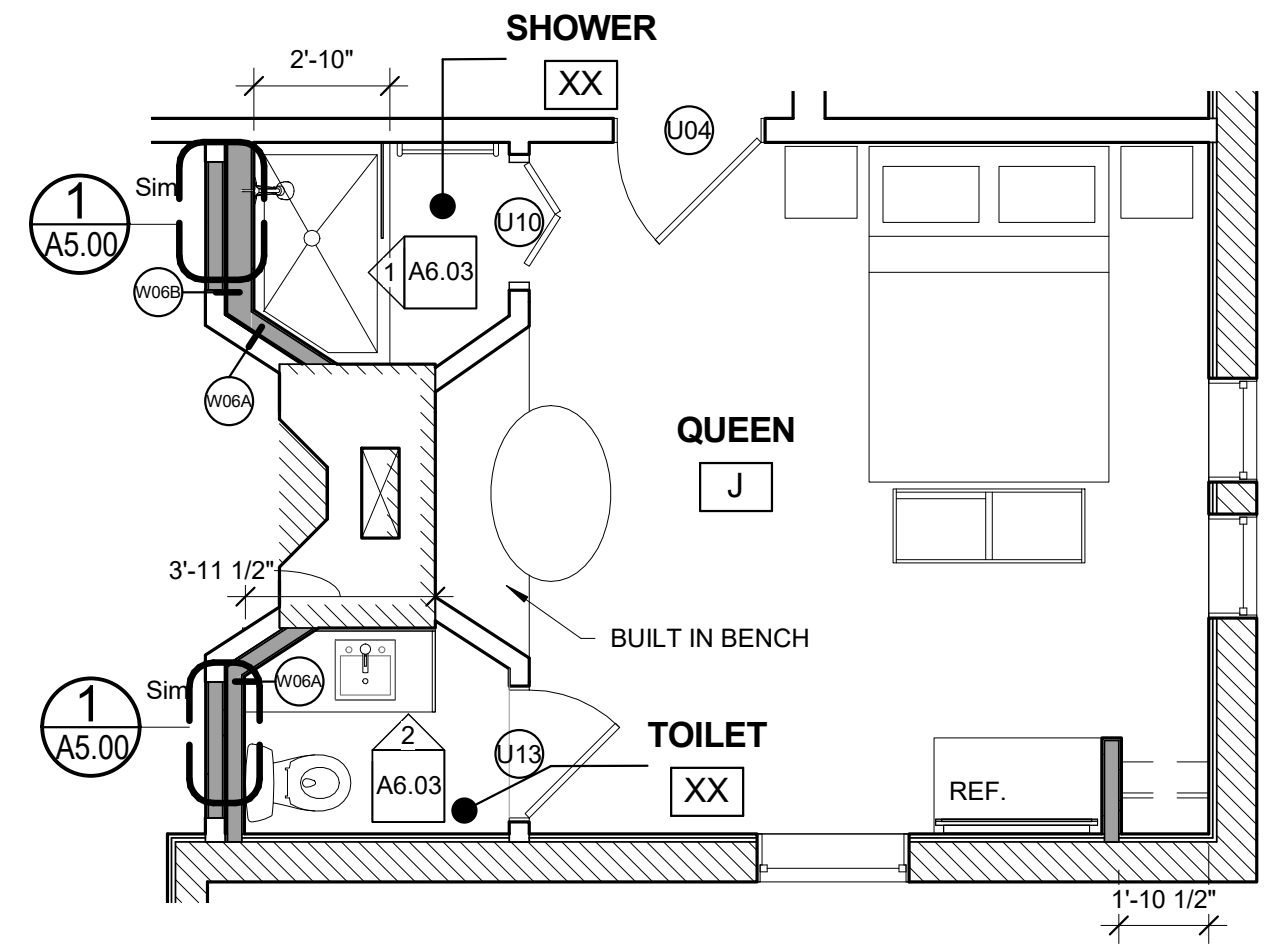 SHOWER
2'-10"
XX
U04
1
Sim
A5.00
U10
1 A6.03
W06B
W06A
QUEEN
J
3'-11 1/2"
BUILT IN BENCH
W06A
Sim
1
A5.00
2
A6.03
U13
TOILET
XX
REF.
1'-10 1/2"